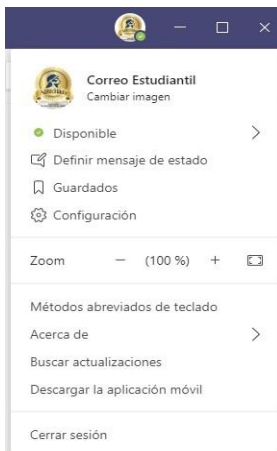 Correo Estudiantil
Cambiar imagen
Disponible
Definir mensaje de estado
Guardados
Configuración
Zoom — (100 %) +
Métodos abreviados de teclado
Acerca de
Buscar actualizaciones
Descargar la aplicación móvil
Cerrar sesión